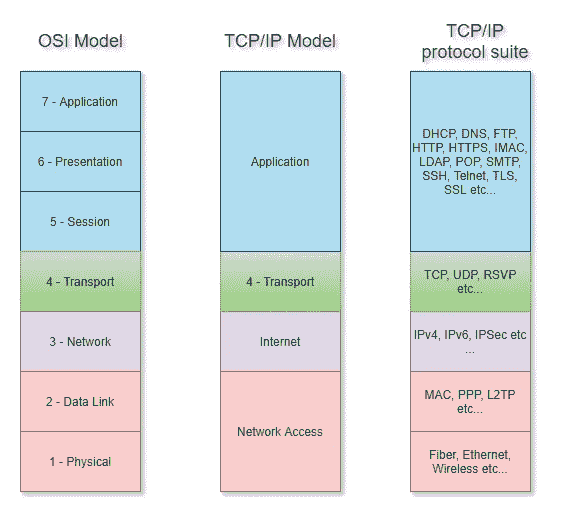 OSI Model
TCP/IP Model
TCP/IP
protocol suite
7 - Application
6 - Presentation
5 - Session
4 - Transport
3 - Network
2 - Data Link
1 - Physical
Application
4 - Transport
Internet
Network Access
DHCP, DNS, FTP,
HTTP, HTTPS, IMAC,
LDAP, POP, SMTP,
SSH, Telnet, TLS,
SSL etc...
TCP, UDP, RSVP
etc...
IPv4, IPv6, IPSec etc
...
MAC, PPP, L2TP
etc...
Fiber, Ethernet,
Wireless etc...